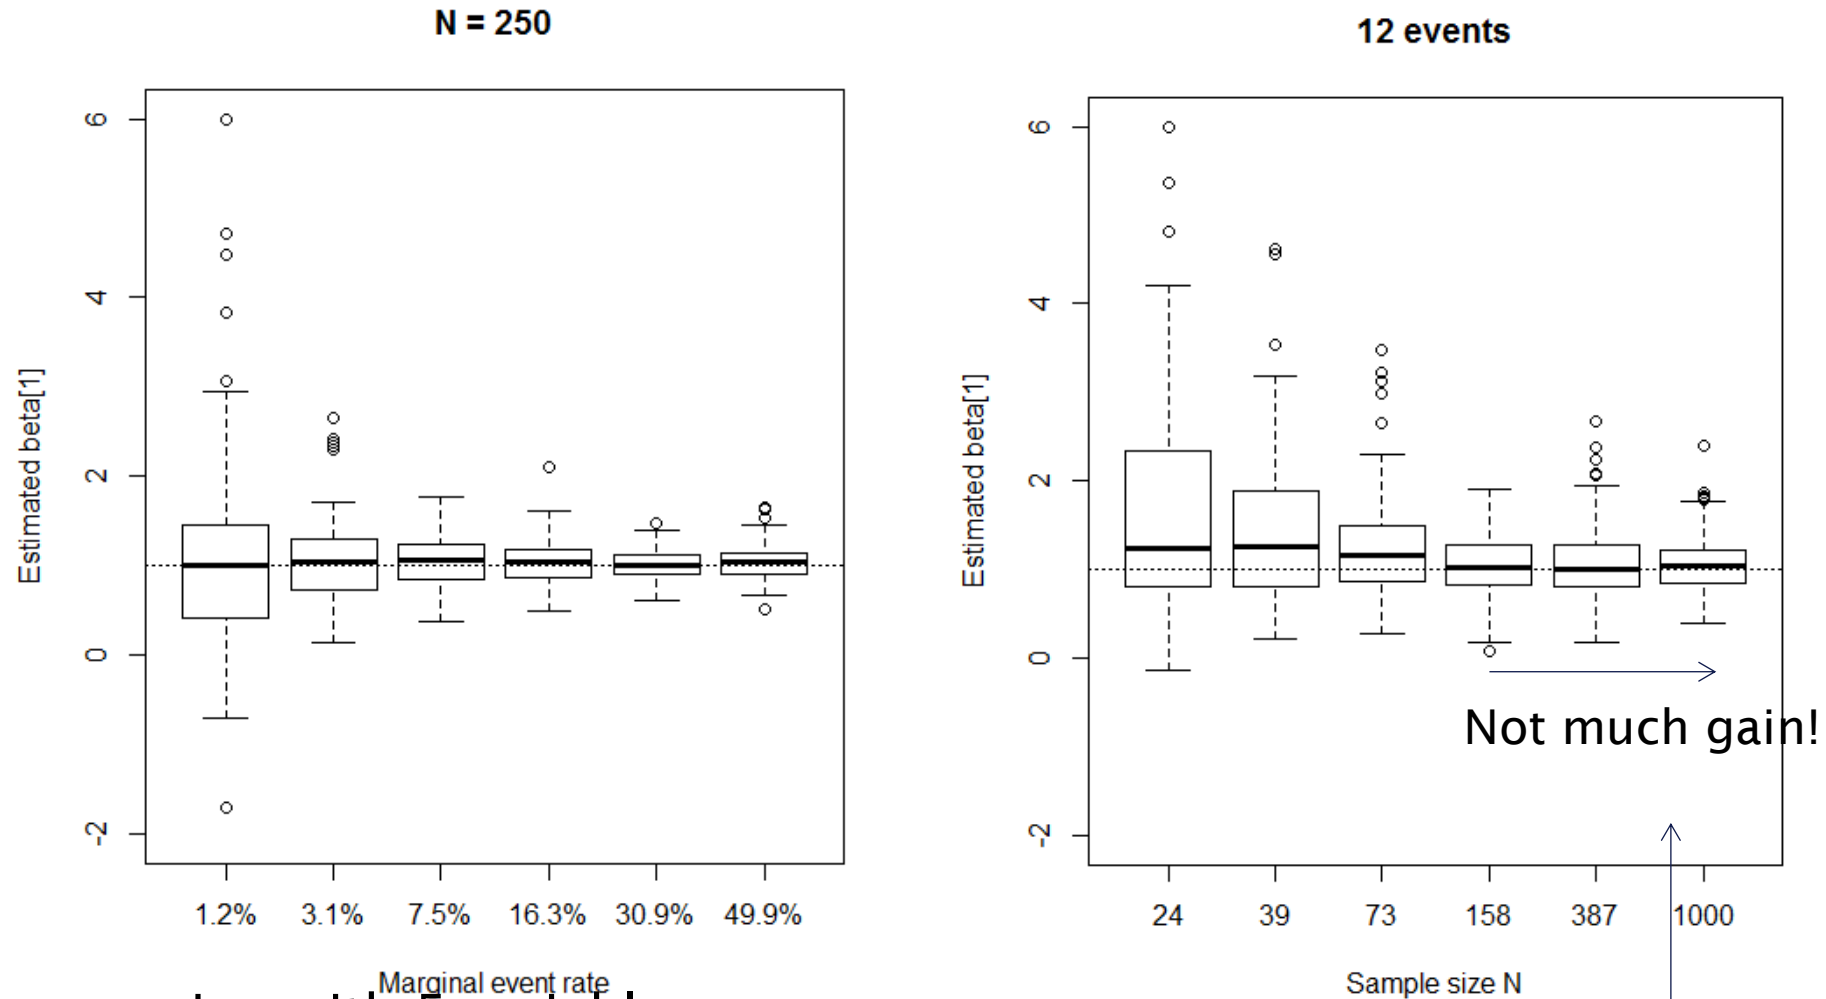 N = 250
Estimated beta[1]
6
4
2
0
-2
1.2% 3.1% 7.5% 16.3% 30.9% 49.9%
Marginal event rate
12 events
Estimated beta[1]
6
4
2
0
-2
Not much gain!
24 39 73 158 387 1000
Sample size N